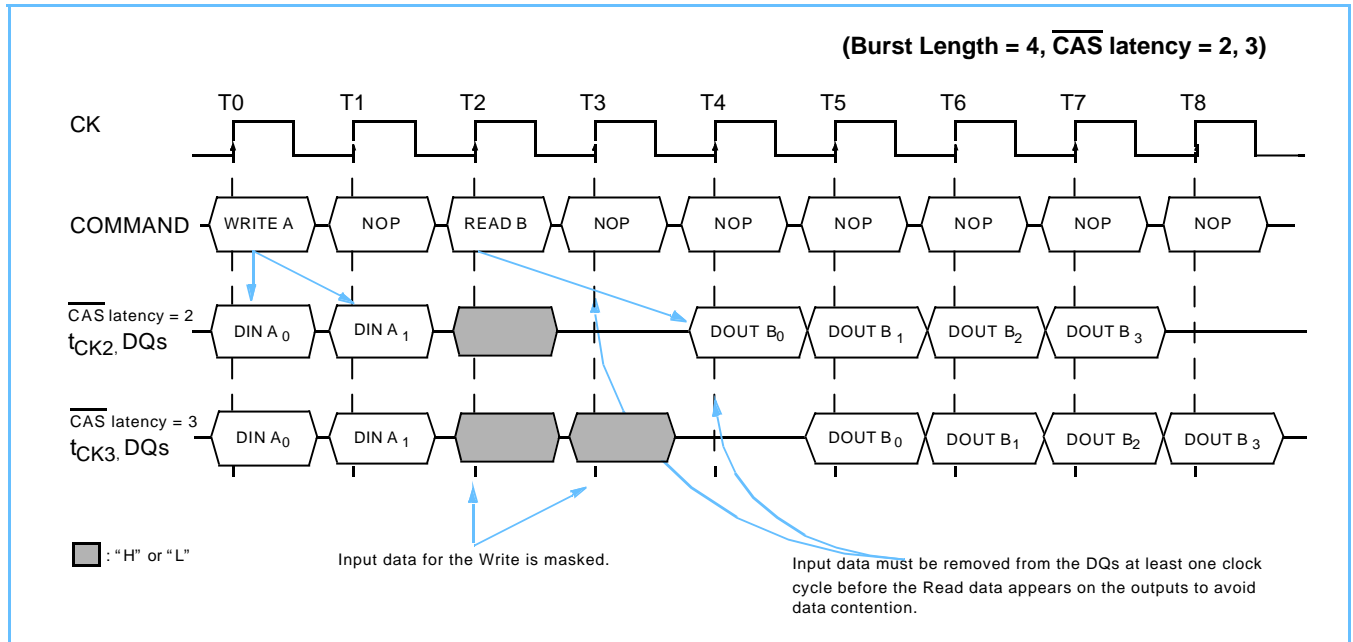 (Burst Length = 4, CAS latency = 2, 3)
T0 T1 T2 T3 T4 T5 T6 T7 T8
CK
COMMAND WRITE A NOP READ B NOP NOP NOP NOP NOP NOP
CAS latency = 2
tCK2, DQs DIN A0 DIN A1 DOUT B0 DOUT B1 DOUT B2 DOUT B3
CAS latency = 3
tCK3, DQs DIN A0 DIN A1 DOUT B0 DOUT B1 DOUT B2 DOUT B3
: “H” or “L”
Input data for the Write is masked.
Input data must be removed from the DQs at least one clock
cycle before the Read data appears on the outputs to avoid
data contention.